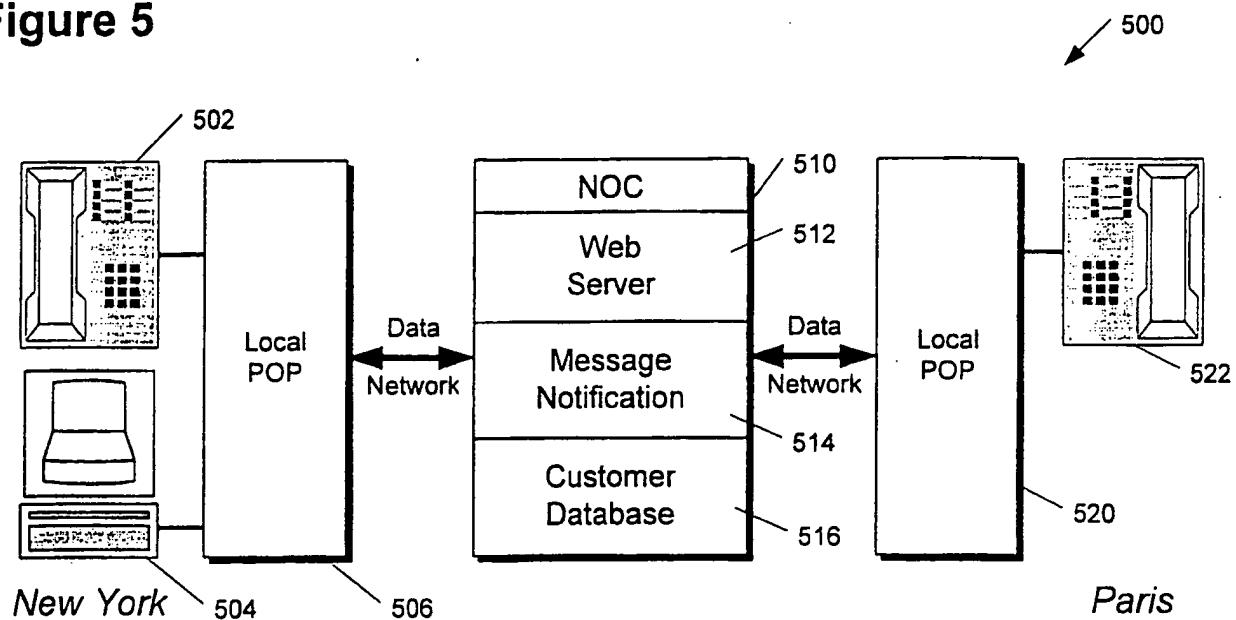 Figure 5
500
502
510
NOC
512
Web
Server
Data
Network
Local
POP
Message
Notification
Data
Network
Local
POP
522
514
Customer
Database
516
520
New York
504
506
Paris